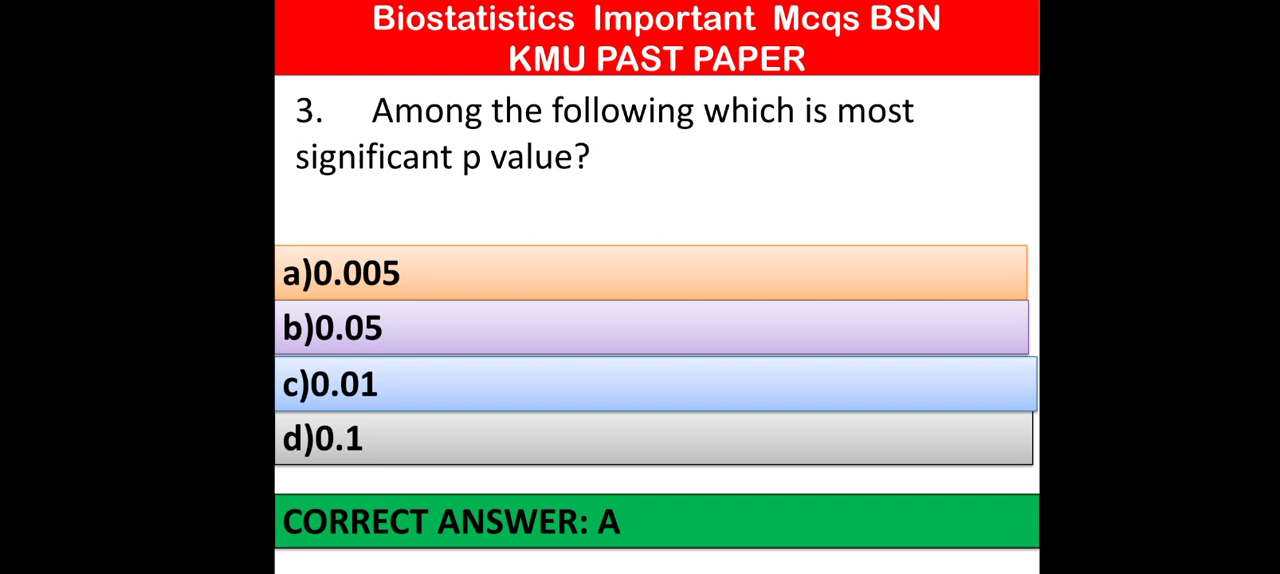 Biostatistics Important Mcqs BSN
KMU PAST PAPER
3. Among the following which is most
significant p value?
a)0.005
b)0.05
c)0.01
d)0.1
CORRECT ANSWER: A